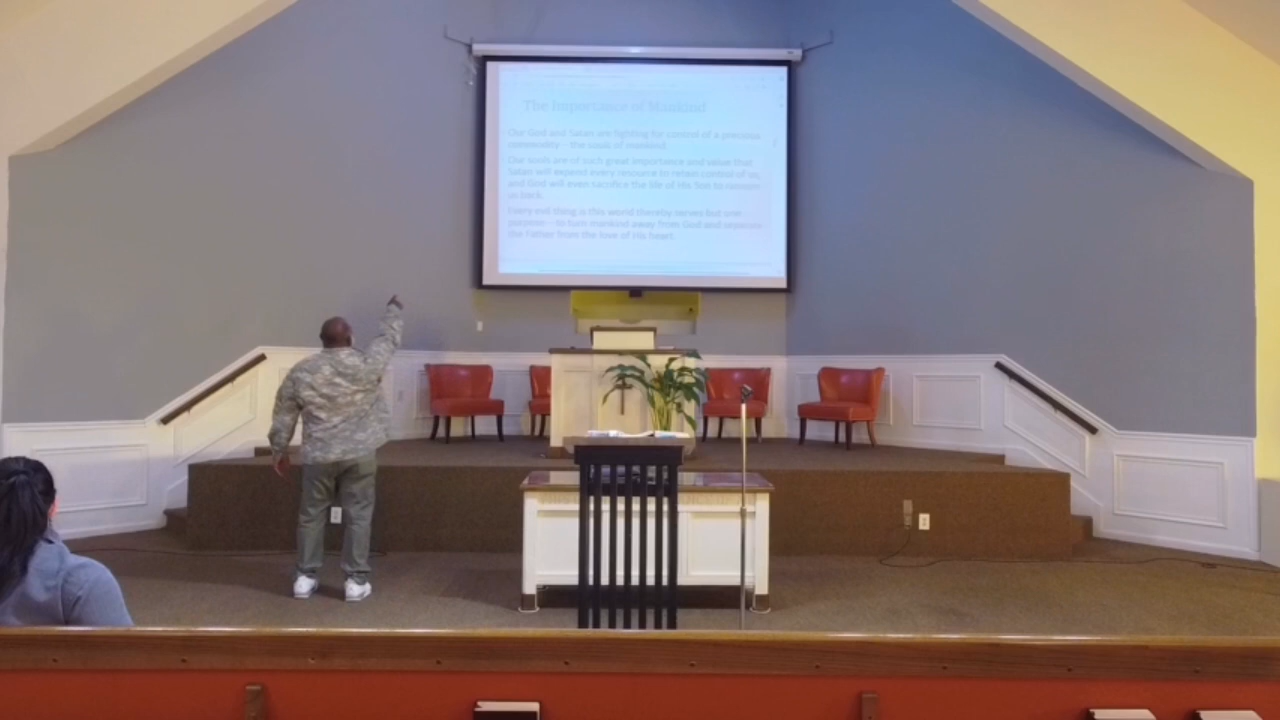 The Importance of Mankind
Our God and Satan are fighting for control of a precious
commodity – the souls of mankind.
Our souls are of such great importance and value that
Satan will expend every resource to retain control of us,
and God will even sacrifice the life of His Son to ransom
us back.
Every evil thing is this world thereby serves but one
purpose – to turn mankind away from God and separate
the Father from the love of His heart.